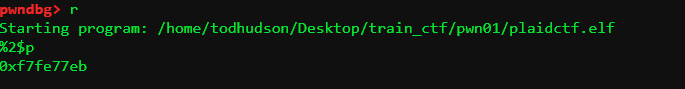 pwndbg> r
Starting program: /home/todhudson/Desktop/train_ctf/pwn01/plaidctf.elf
%2$p
0xf7fe77eb